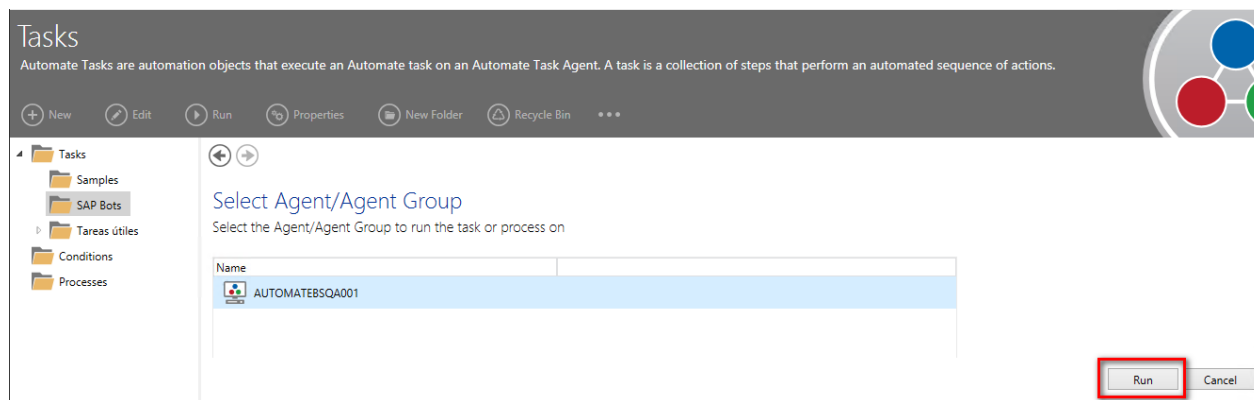 Tasks
Automate Tasks are automation objects that execute an Automate task on an Automate Task Agent. A task is a collection of steps that perform an automated sequence of actions.
New Edit Run Properties New Folder Recycle Bin
Tasks
Samples
SAP Bots
Tareas útiles
Conditions
Processes
Select Agent/Agent Group
Select the Agent/Agent Group to run the task or process on
Name
AUTOMATEBSQA001
Run Cancel